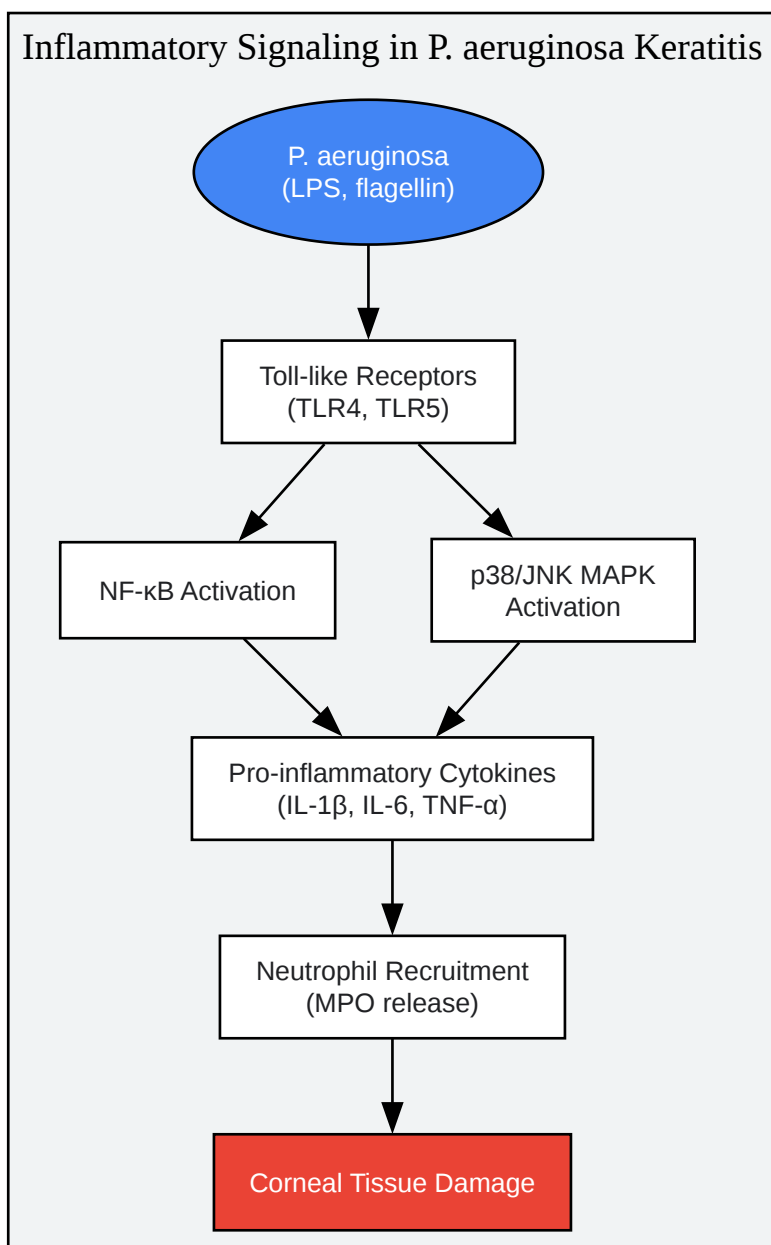 Inflammatory Signaling in P. aeruginosa Keratitis
P. aeruginosa
(LPS, flagellin)
Toll-like Receptors
(TLR4, TLR5)
NF-κB Activation
p38/JNK MAPK
Activation
Pro-inflammatory Cytokines
(IL-1β, IL-6, TNF-α)
Neutrophil Recruitment
(MPO release)
Corneal Tissue Damage